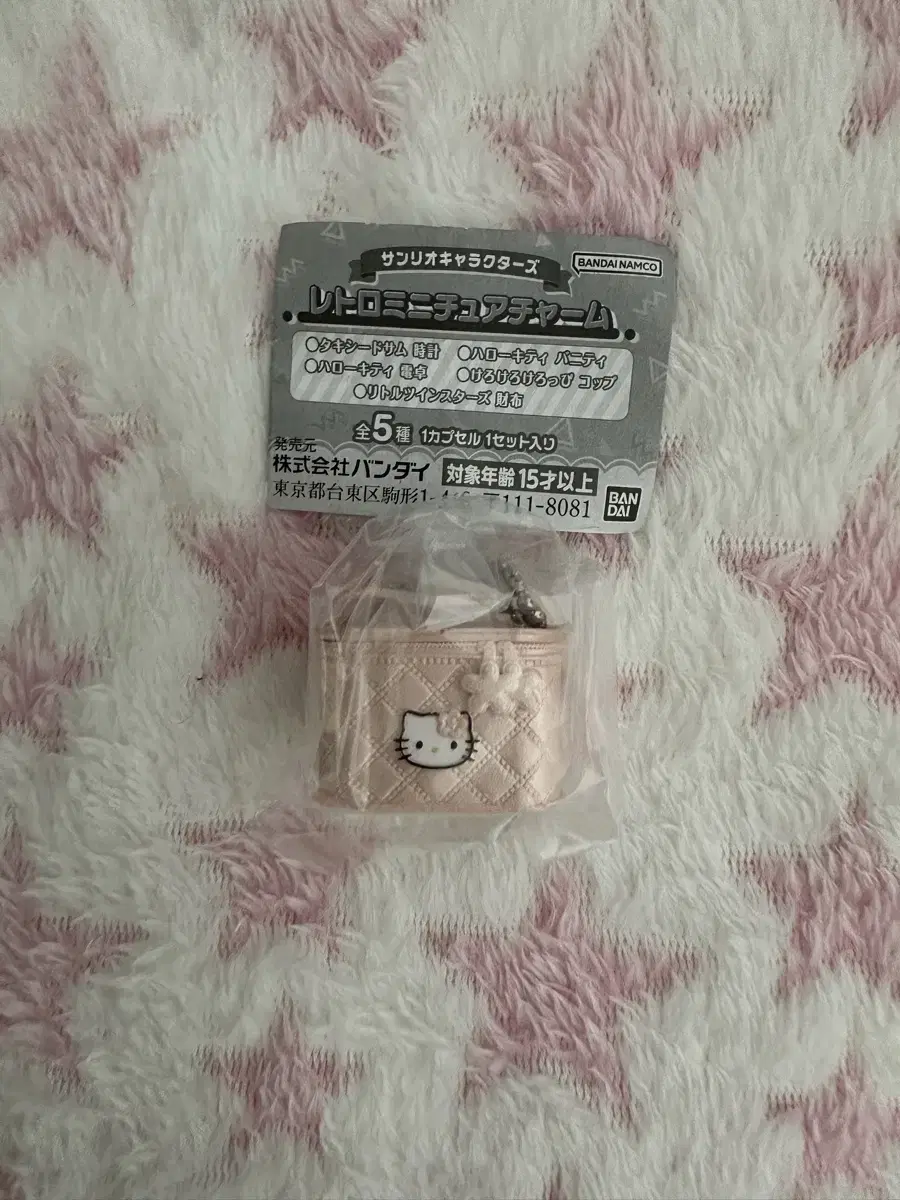 サンリオキャラクターズ
BANDAI NAMCO
レトロミニチュアチャーム
●タキシードサム 時計 ●ハローキティ バニティ
●ハローキティ 電卓 ●けろけろけろっぴ コップ
●リトルツインスターズ 財布
全5種 1カプセル 1セット入り
発売元
株式会社バンダイ 対象年齢 15才以上
東京都台東区駒形1- 〒111-8081
BAN
DAI